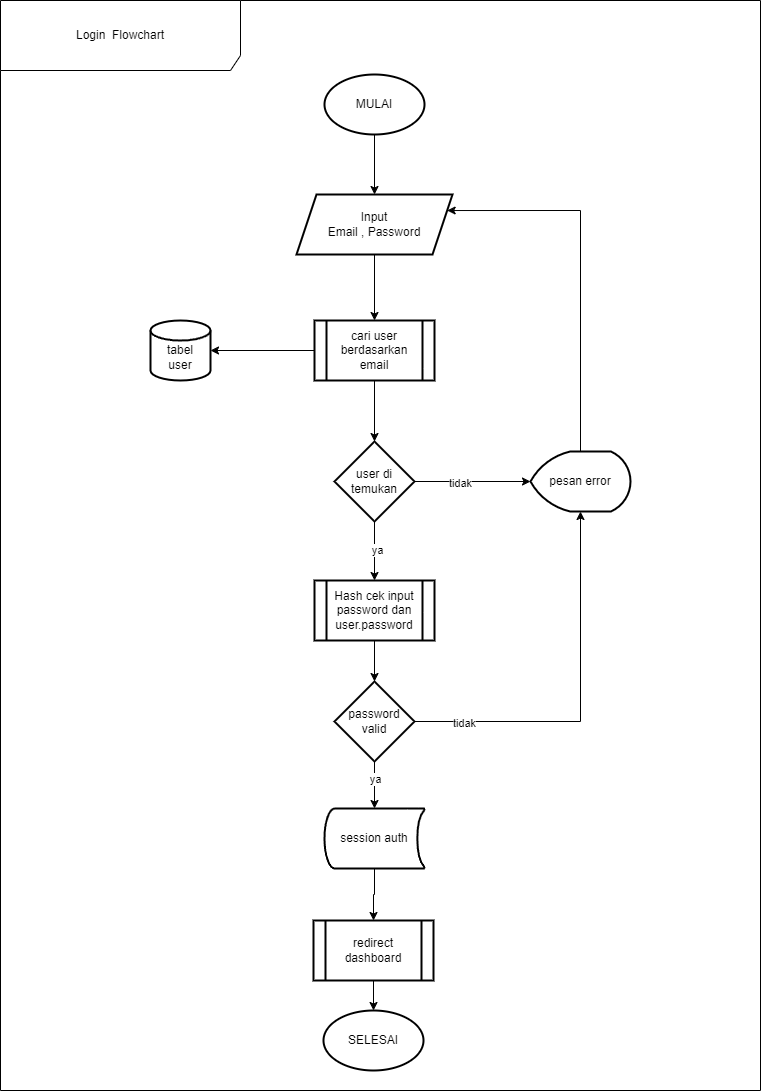 Login  Flowchart
MULAI
Input
Email , Password
cari user
berdasarkan
email
tabel
user
user di
temukan
tidak
pesan error
ya
Hash cek input
password dan
user.password
password
valid
tidak
ya
session auth
redirect
dashboard
SELESAI